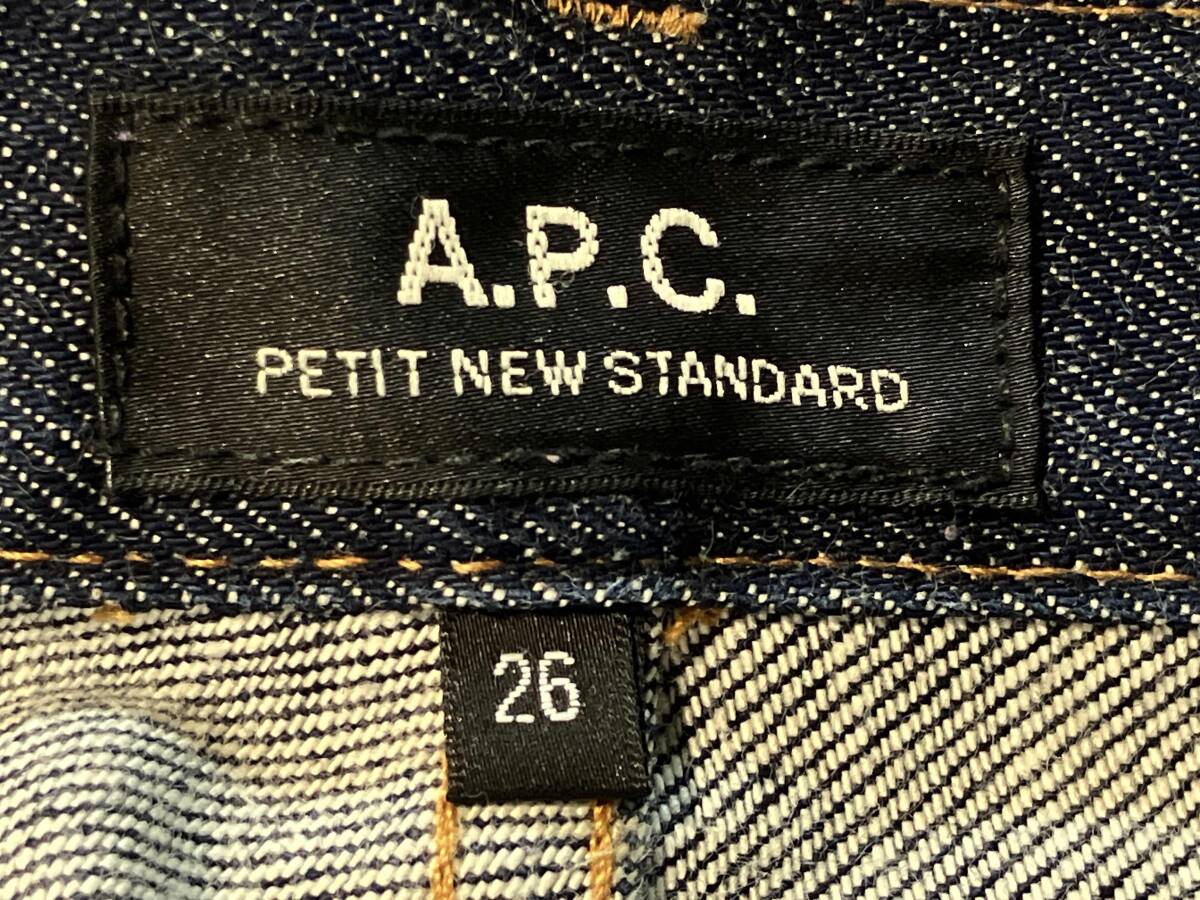 A.P.C.
PETIT NEW STANDARD
26